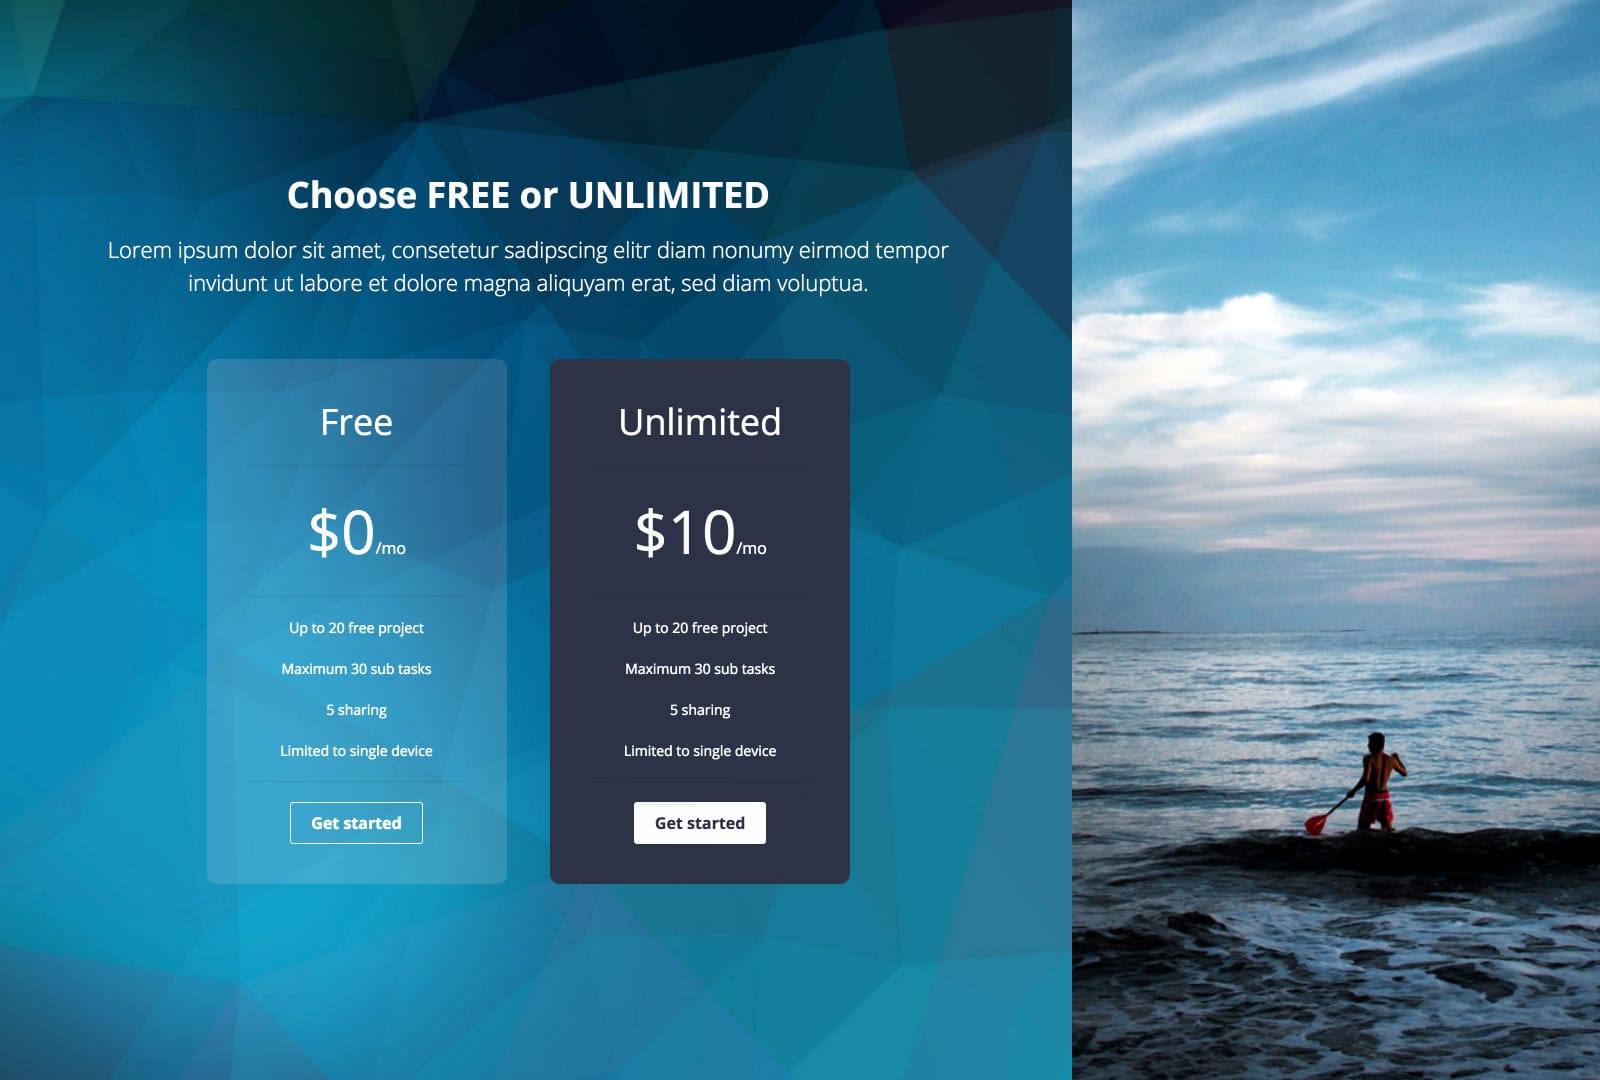 Choose FREE or UNLIMITED
Lorem ipsum dolor sit amet, consetetur sadipscing elitr diam nonumy eirmod tempor
invidunt ut labore et dolore magna aliquyam erat, sed diam voluptua.
Free
$0/mo
Up to 20 free project
Maximum 30 sub tasks
5 sharing
Limited to single device
Get started
Unlimited
$10/mo
Up to 20 free project
Maximum 30 sub tasks
5 sharing
Limited to single device
Get started